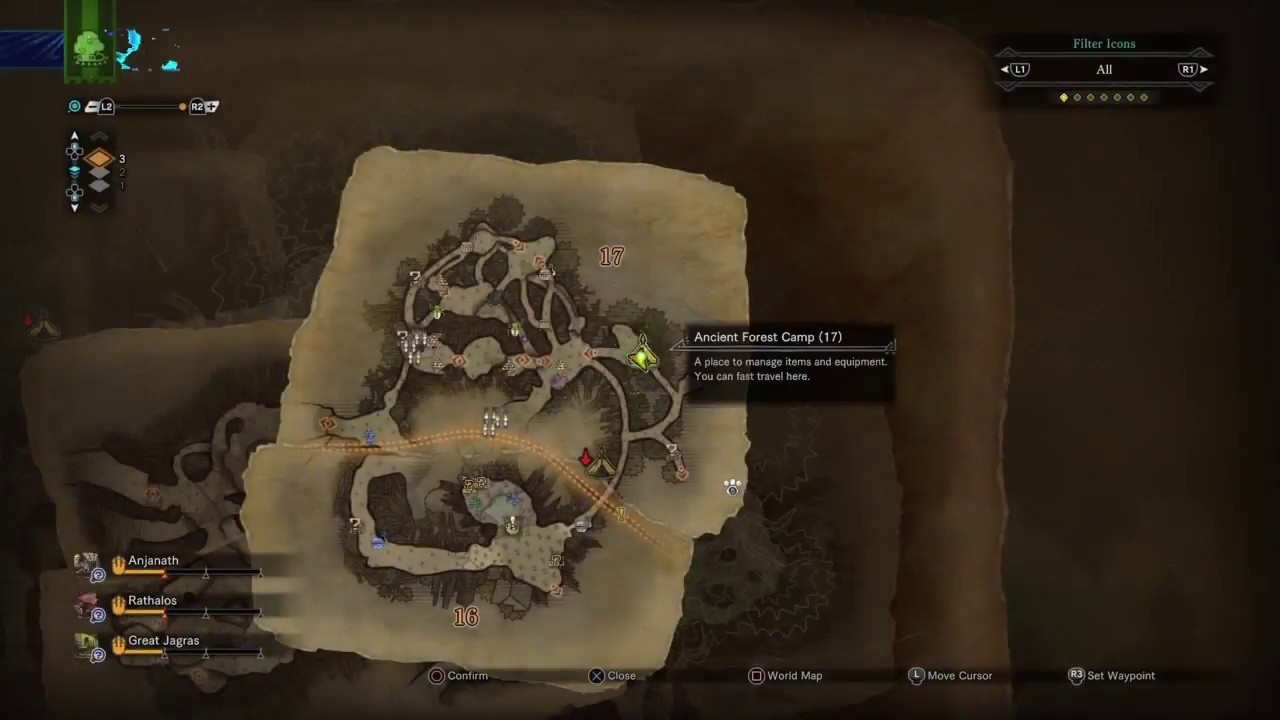 Filter Icons
L1 All R1
L2 R2
3
2
1
17
Ancient Forest Camp (17)
A place to manage items and equipment.
You can fast travel here.
Anjanath
Rathalos
Great Jagras
16
Confirm Close World Map L Move Cursor R3 Set Waypoint